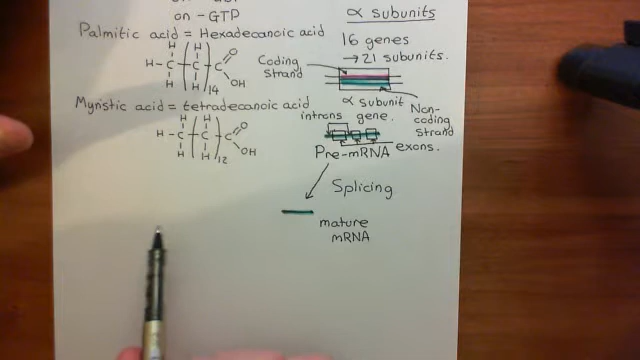 on - GTP
Palmitic acid = Hexadecanoic acid
H H O
H-C C C
H H 14 OH
Myristic acid = tetradecanoic acid
H H O
H-C C C
H H 12 OH
α subunits
16 genes
→ 21 subunits.
Coding
strand
α subunit
gene.
Non-
coding
strand
introns
exons.
Pre-mRNA
Splicing
mature
mRNA